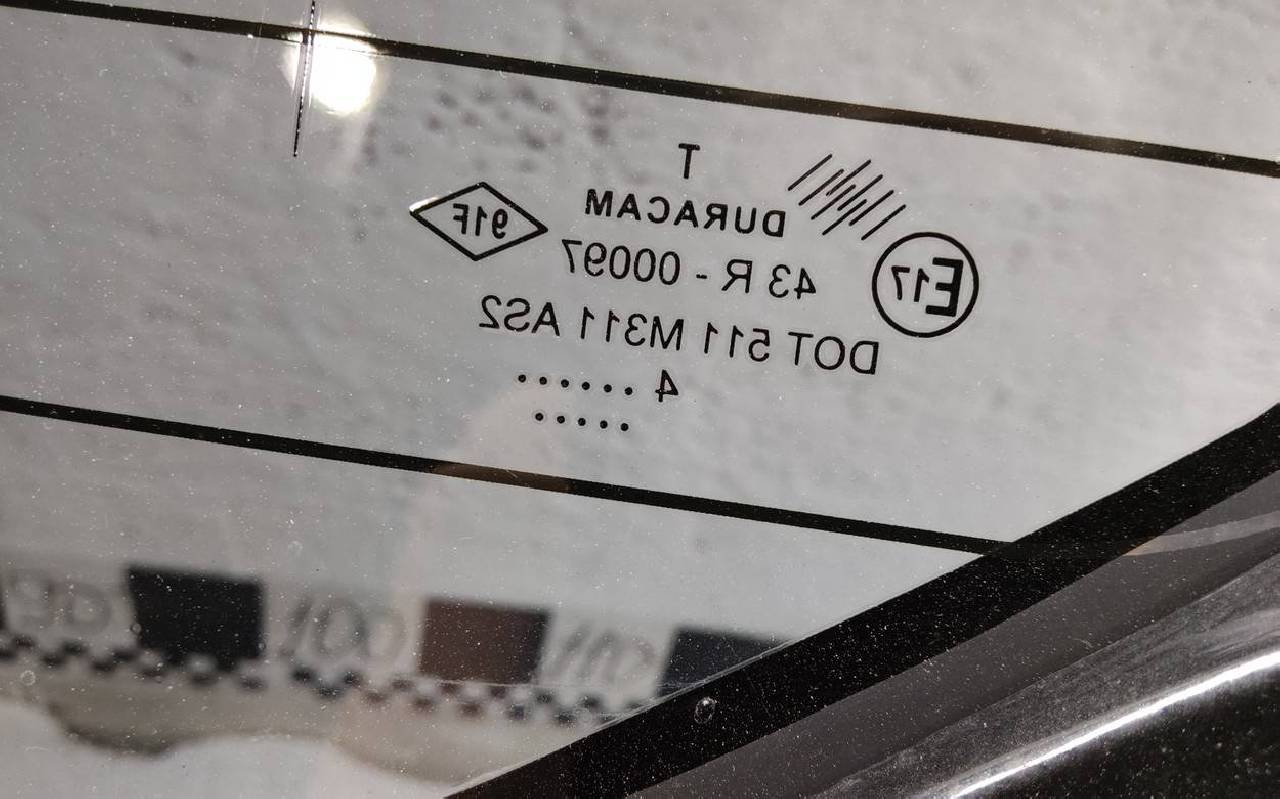 T
DURACAM
91F
43 R - 00097
E17
DOT 511 M311 AS2
4 . . . . . .
. . . . .